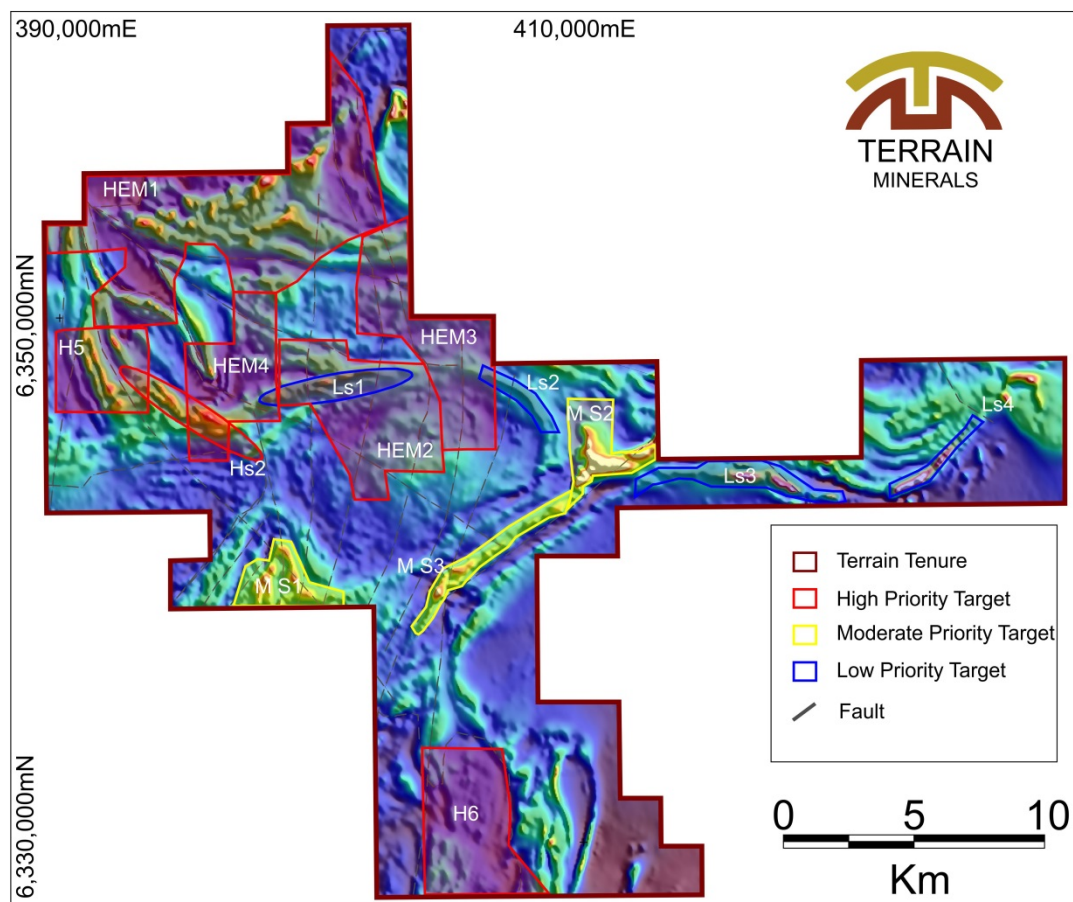 390,000mE
410,000mE
TERRAIN
MINERALS
HEM1
6,350,000mN
H5
HEM4
HEM3
Ls1
Ls2
M S2
Ls4
HEM2
Hs2
Ls3
M S1
M S3
Terrain Tenure
High Priority Target
Moderate Priority Target
Low Priority Target
Fault
H6
6,330,000mN
0 5 10
Km